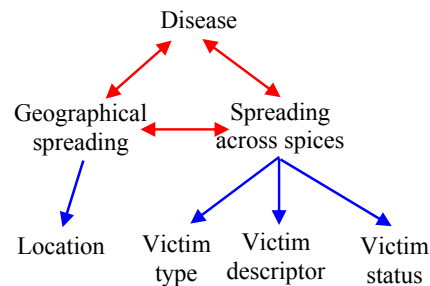 Disease
Geographical
spreading
Spreading
across spices
Location
Victim
type
Victim
descriptor
Victim
status